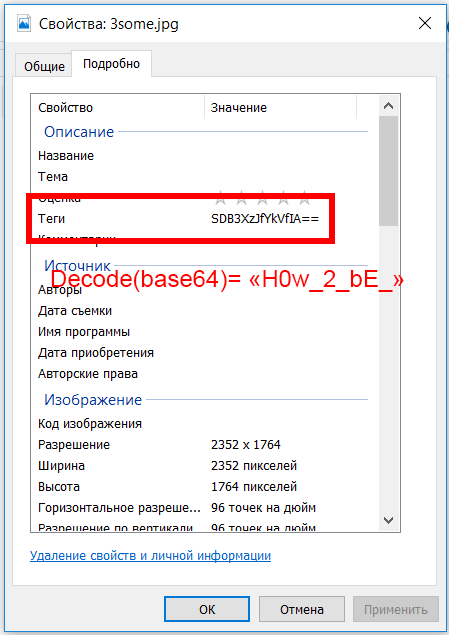 Свойства: 3some.jpg
Общие
Подробно
Свойство Значение
Описание
Название
Тема
Оценка
Теги SDB3XzJfYkVfIA==
Комментарии
Источник
Decode(base64)= «H0w_2_bE_»
Авторы
Дата съемки
Имя программы
Дата приобретения
Авторские права
Изображение
Код изображения
Разрешение 2352 x 1764
Ширина 2352 пикселей
Высота 1764 пикселей
Горизонтальное разреше... 96 точек на дюйм
Разрешение по вертикали 96 точек на дюйм
Удаление свойств и личной информации
ОК Отмена Применить